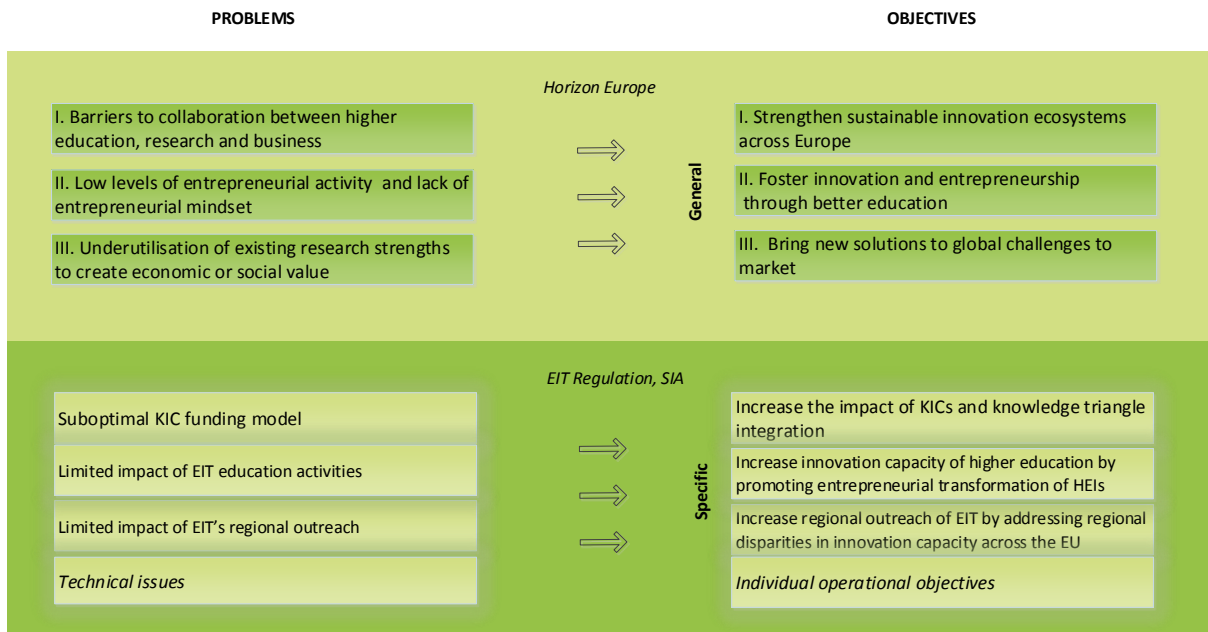 PROBLEMS
OBJECTIVES
Horizon Europe
I. Barriers to collaboration between higher
education, research and business
II. Low levels of entrepreneurial activity and lack of
entrepreneurial mindset
III. Underutilisation of existing research strengths
to create economic or social value
General
I. Strengthen sustainable innovation ecosystems
across Europe
II. Foster innovation and entrepreneurship
through better education
III. Bring new solutions to global challenges to
market
EIT Regulation, SIA
Suboptimal KIC funding model
Limited impact of EIT education activities
Limited impact of EIT’s regional outreach
Technical issues
Specific
Increase the impact of KICs and knowledge triangle
integration
Increase innovation capacity of higher education by
promoting entrepreneurial transformation of HEIs
Increase regional outreach of EIT by addressing regional
disparities in innovation capacity across the EU
Individual operational objectives